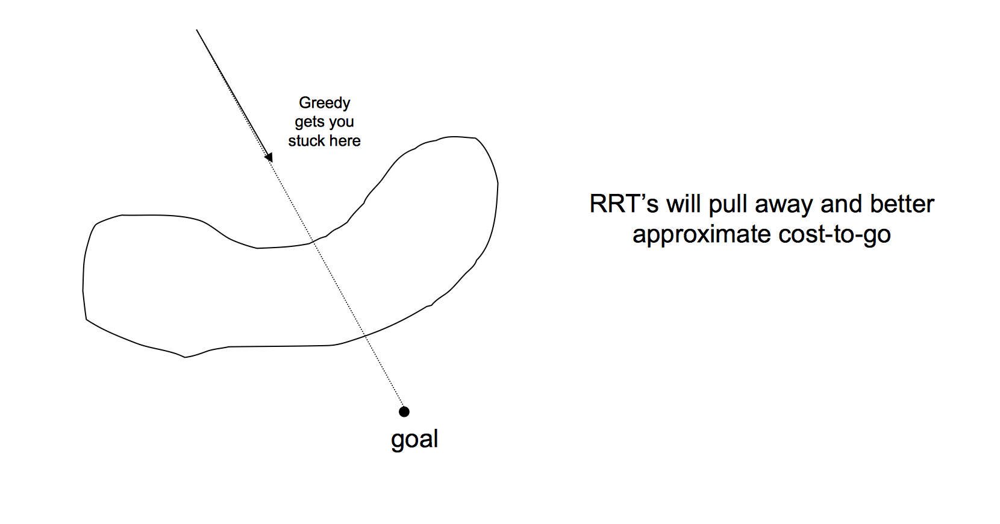 Greedy
gets you
stuck here
RRT’s will pull away and better
approximate cost-to-go
goal